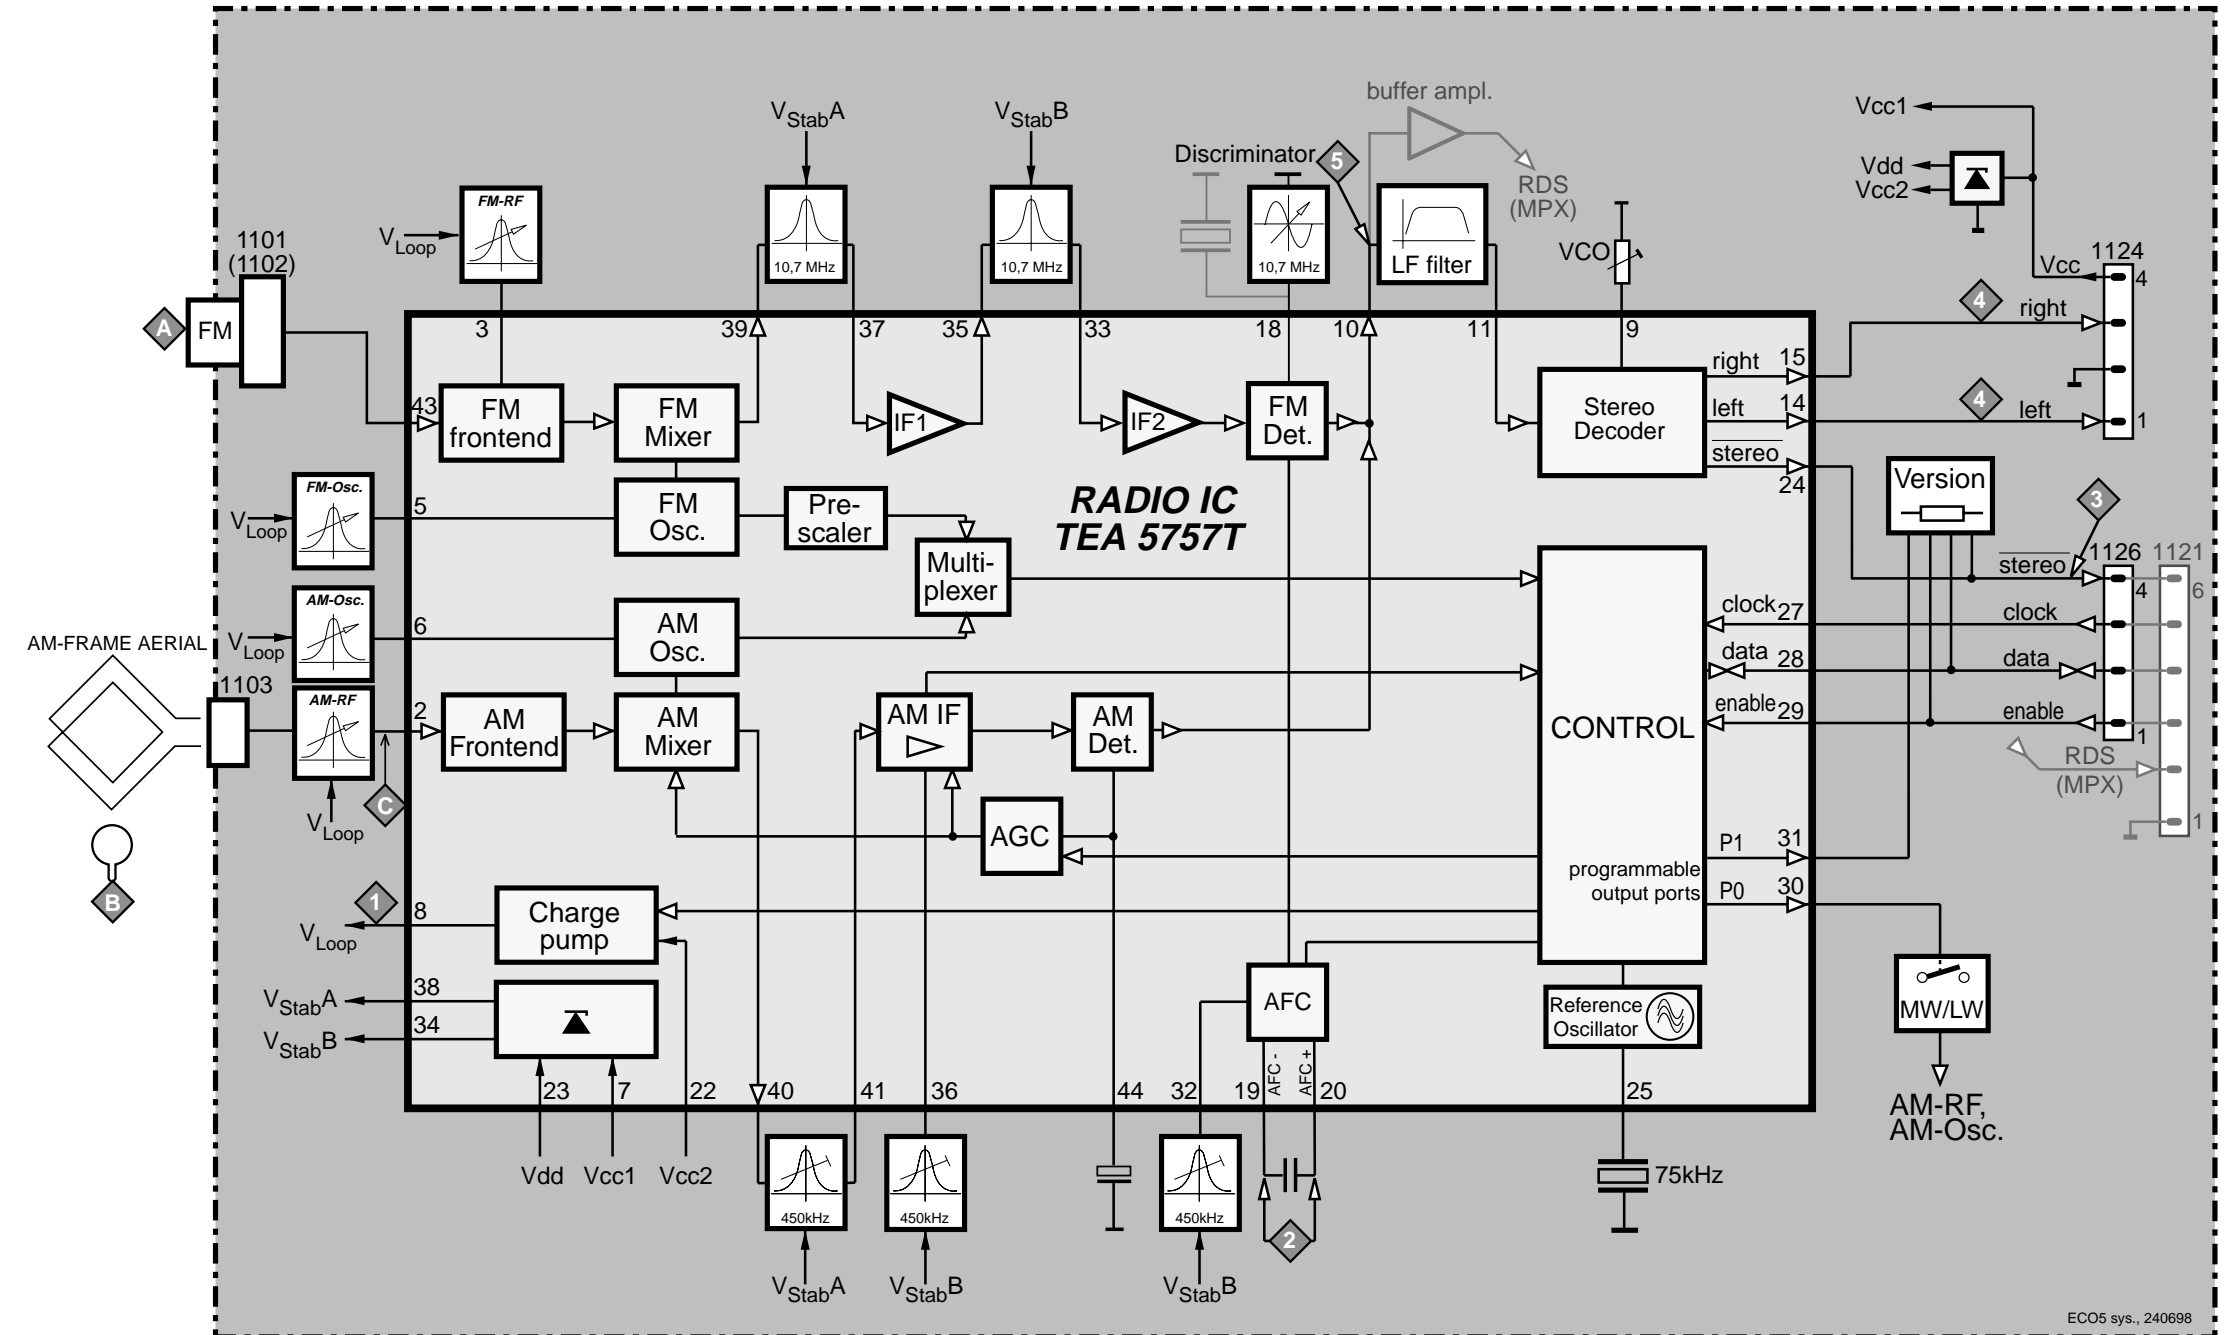 buffer ampl.
VStabA
VStabB
Vcc1
Discriminator
5
Vdd
Vcc2
RDS
(MPX)
FM-RF
VLoop
10,7 MHz
10,7 MHz
10,7 MHz
LF filter
VCO
1101
(1102)
Vcc
1124
4
4
right
A
FM
3
39
37
35
33
18
10
11
9
right
15
43
FM
frontend
FM
Mixer
IF1
IF2
FM
Det.
Stereo
Decoder
left
14
4
left
1
stereo
24
Version
3
FM-Osc.
VLoop
5
FM
Osc.
Pre-
scaler
RADIO IC
TEA 5757T
Multi-
plexer
stereo
1126
1121
4
6
AM-Osc.
VLoop
6
AM
Osc.
clock
27
clock
AM-FRAME AERIAL
data
28
data
1103
AM-RF
2
AM
Frontend
AM
Mixer
AM IF
AM
Det.
CONTROL
enable
29
enable
1
RDS
(MPX)
VLoop
C
AGC
P1
31
1
programmable
output ports
P0
30
B
1
8
VLoop
Charge
pump
38
VStabA
34
VStabB
AFC
Reference
Oscillator
MW/LW
AFC -
AFC +
23
7
22
40
41
36
44
32
19
20
25
AM-RF,
AM-Osc.
Vdd
Vcc1
Vcc2
450kHz
450kHz
450kHz
75kHz
2
VStabA
VStabB
VStabB
ECO5 sys., 240698